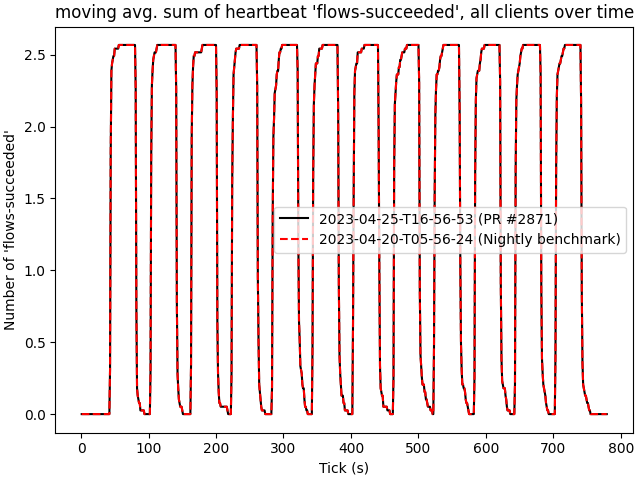 moving avg. sum of heartbeat 'flows-succeeded', all clients over time
Number of 'flows-succeeded'
2.5
2.0
1.5
1.0
0.5
0.0
2023-04-25-T16-56-53 (PR #2871)
2023-04-20-T05-56-24 (Nightly benchmark)
0 100 200 300 400 500 600 700 800
Tick (s)